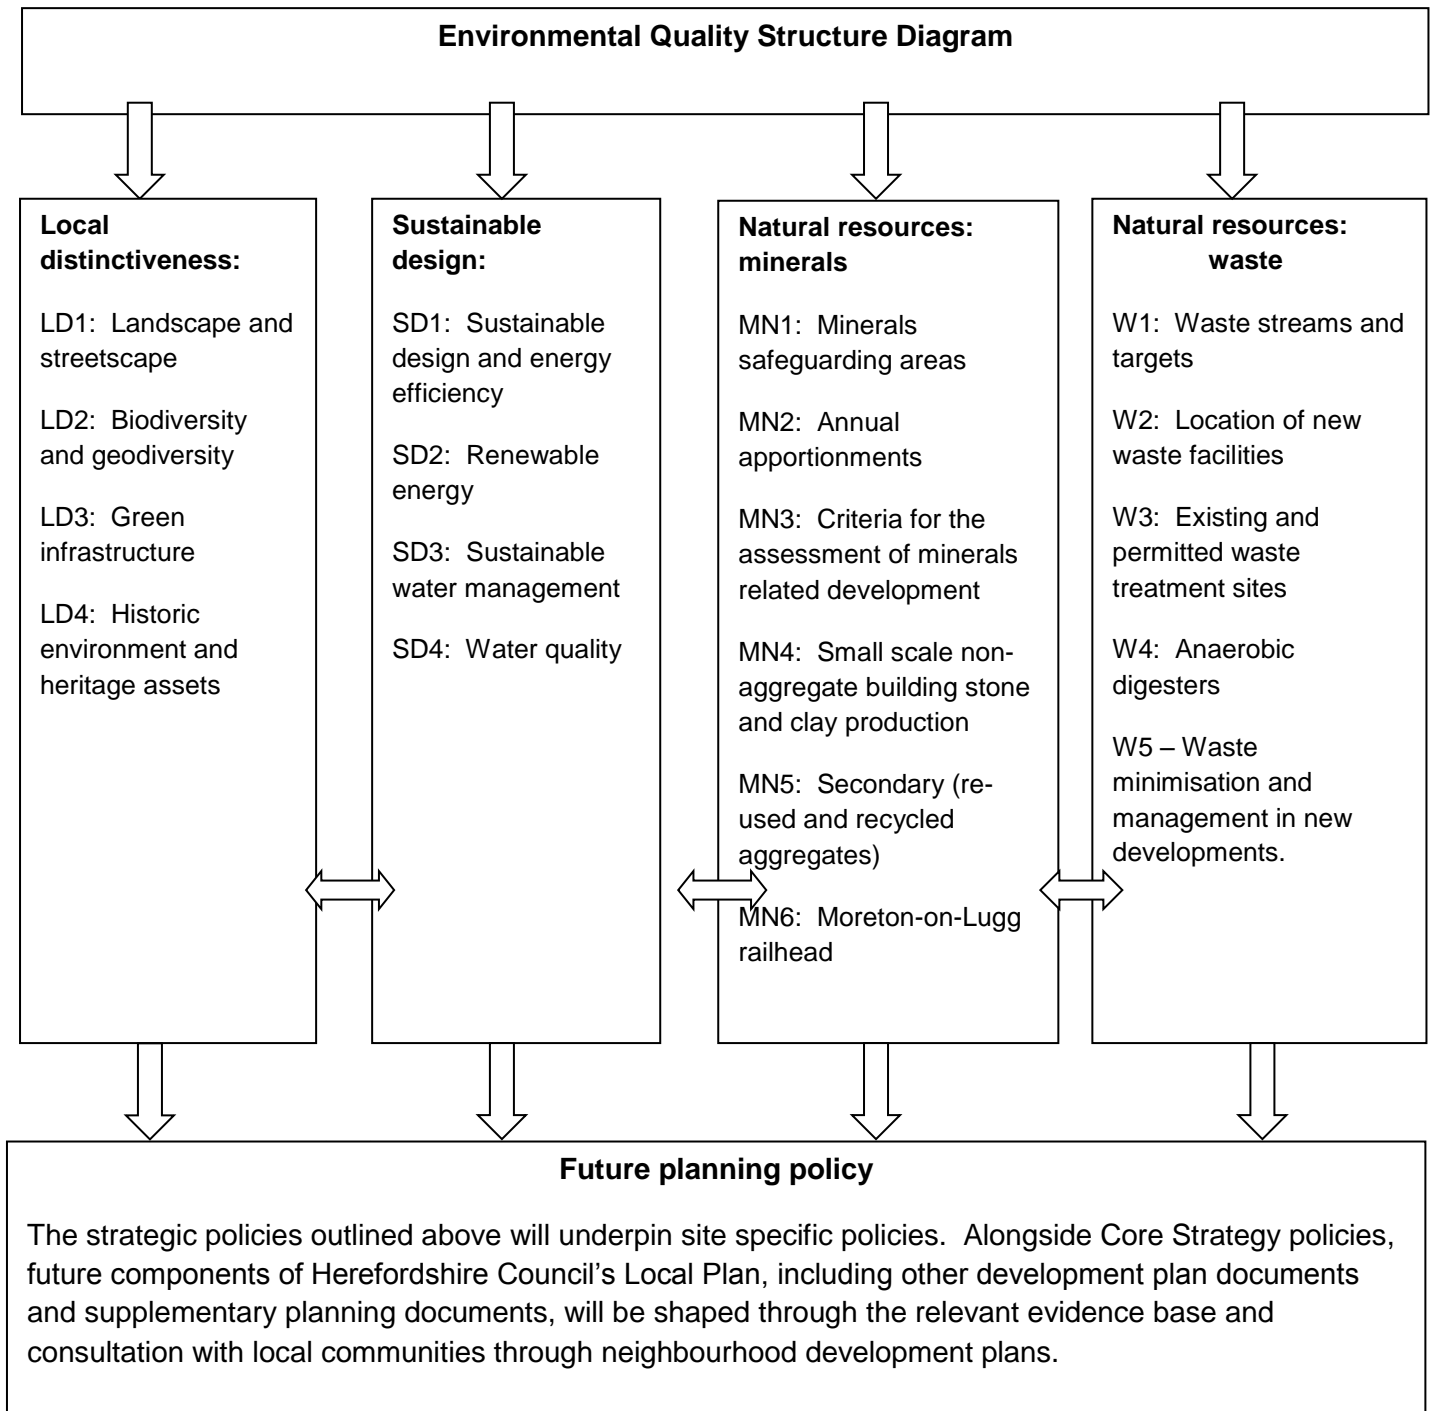 Environmental Quality Structure Diagram
Local
distinctiveness:
LD1: Landscape and
streetscape
LD2: Biodiversity
and geodiversity
LD3: Green
infrastructure
LD4: Historic
environment and
heritage assets
Sustainable
design:
SD1: Sustainable
design and energy
efficiency
SD2: Renewable
energy
SD3: Sustainable
water management
SD4: Water quality
Natural resources:
minerals
MN1: Minerals
safeguarding areas
MN2: Annual
apportionments
MN3: Criteria for the
assessment of minerals
related development
MN4: Small scale non-
aggregate building stone
and clay production
MN5: Secondary (re-
used and recycled
aggregates)
MN6: Moreton-on-Lugg
railhead
Natural resources:
waste
W1: Waste streams and
targets
W2: Location of new
waste facilities
W3: Existing and
permitted waste
treatment sites
W4: Anaerobic
digesters
W5 – Waste
minimisation and
management in new
developments.
Future planning policy
The strategic policies outlined above will underpin site specific policies. Alongside Core Strategy policies,
future components of Herefordshire Council’s Local Plan, including other development plan documents
and supplementary planning documents, will be shaped through the relevant evidence base and
consultation with local communities through neighbourhood development plans.